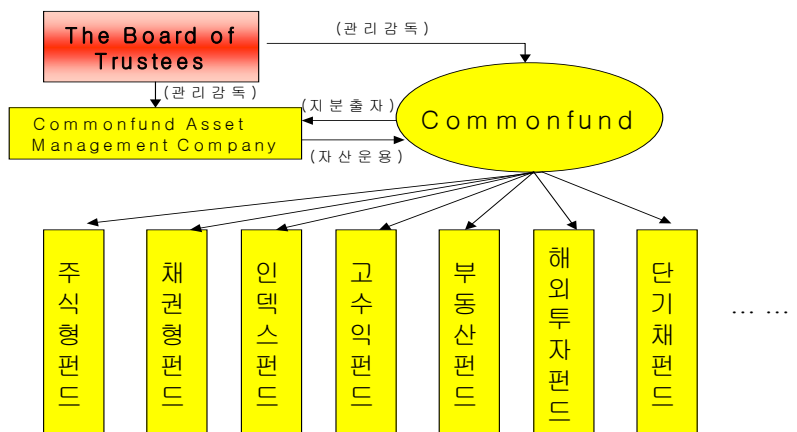 The Board of
Trustees
(관리감독)
(관리감독)
Commonfund Asset
Management Company
(지분출자)
(자산운용)
Commonfund
주식형펀드
채권형펀드
인덱스펀드
고수익펀드
부동산펀드
해외투자펀드
단기채펀드
... ...